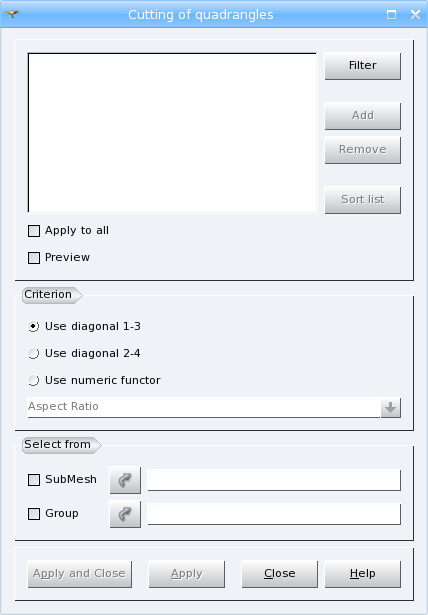 Cutting of quadrangles
Filter
Add
Remove
Sort list
Apply to all
Preview
Criterion
Use diagonal 1-3
Use diagonal 2-4
Use numeric functor
Aspect Ratio
Select from
SubMesh
Group
Apply and Close
Apply
Close
Help